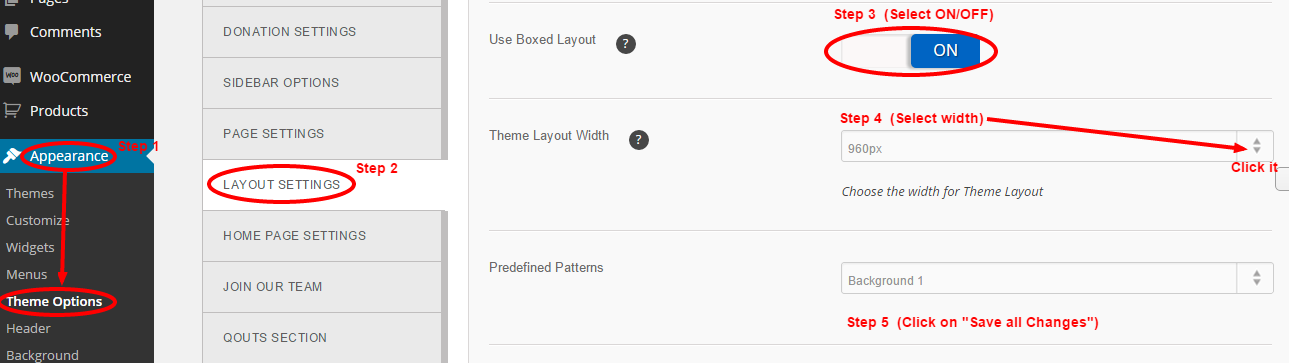 Pages
Comments
WOO
WooCommerce
Products
Step 1
Appearance
Themes
Customize
Widgets
Menus
Theme Options
Header
Background
DONATION SETTINGS
SIDEBAR OPTIONS
PAGE SETTINGS
Step 2
LAYOUT SETTINGS
HOME PAGE SETTINGS
JOIN OUR TEAM
QOUTS SECTION
Step 3 (Select ON/OFF)
Use Boxed Layout ? ON
Step 4 (Select width)
Theme Layout Width ? 960px
Click it
Choose the width for Theme Layout
Predefined Patterns Background 1
Step 5 (Click on "Save all Changes")